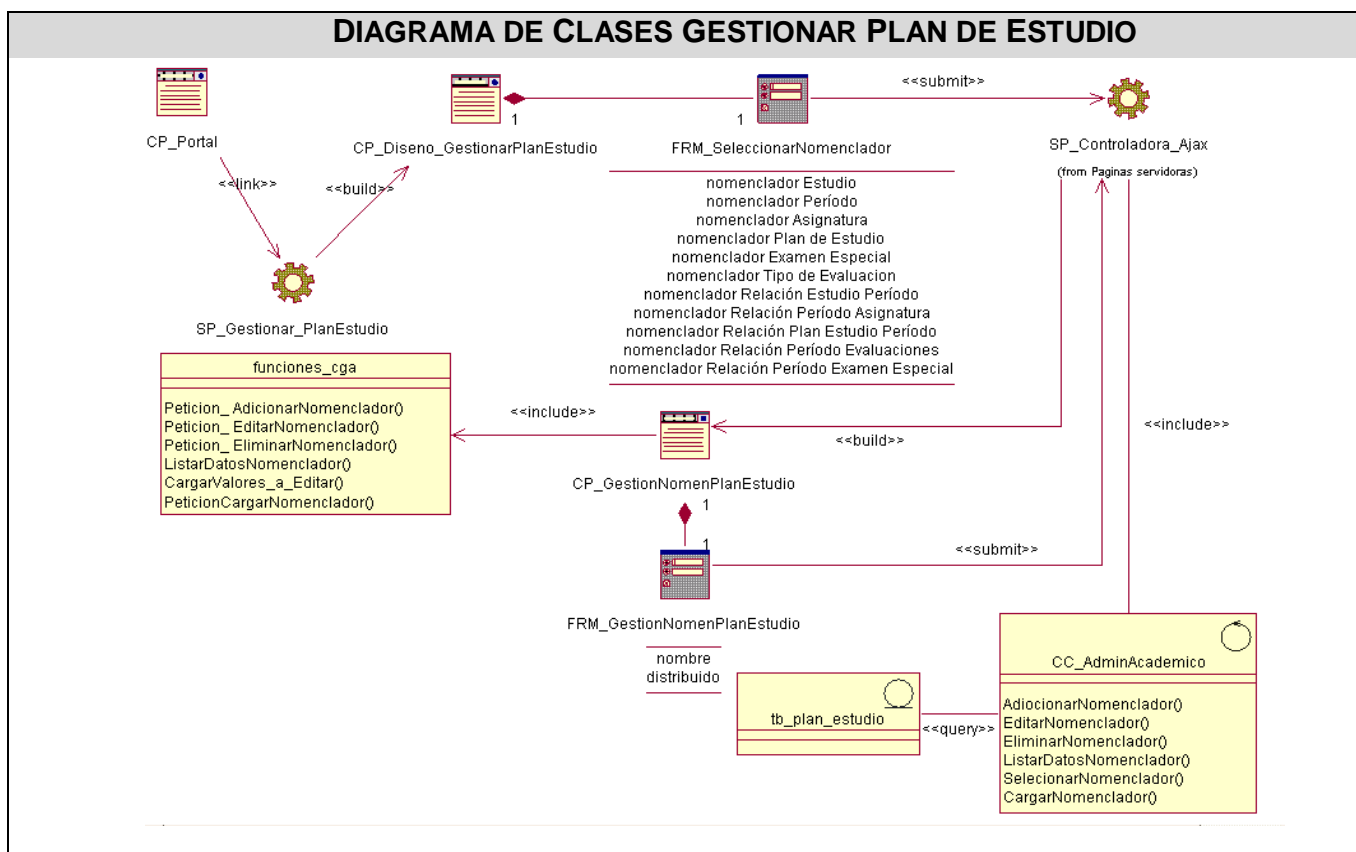 DIAGRAMA DE CLASES GESTIONAR PLAN DE ESTUDIO
CP_Portal
<<link>>
SP_Gestionar_PlanEstudio
<<build>>
CP_Diseno_GestionarPlanEstudio
1
1
FRM_SeleccionarNomenclador
nomenclador Estudio
nomenclador Período
nomenclador Asignatura
nomenclador Plan de Estudio
nomenclador Examen Especial
nomenclador Tipo de Evaluacion
nomenclador Relación Estudio Período
nomenclador Relación Período Asignatura
nomenclador Relación Plan Estudio Período
nomenclador Relación Período Evaluaciones
nomenclador Relación Período Examen Especial
<<submit>>
SP_Controladora_Ajax
(from Paginas servidoras)
funciones_cga
Peticion_ AdicionarNomenclador()
Peticion_ EditarNomenclador()
Peticion_ EliminarNomenclador()
ListarDatosNomenclador()
CargarValores_a_Editar()
PeticionCargarNomenclador()
<<include>>
<<build>>
<<include>>
CP_GestionNomenPlanEstudio
1
1
<<submit>>
FRM_GestionNomenPlanEstudio
nombre
distribuido
tb_plan_estudio
<<query>>
CC_AdminAcademico
AdiocionarNomenclador()
EditarNomenclador()
EliminarNomenclador()
ListarDatosNomenclador()
SelecionarNomenclador()
CargarNomenclador()